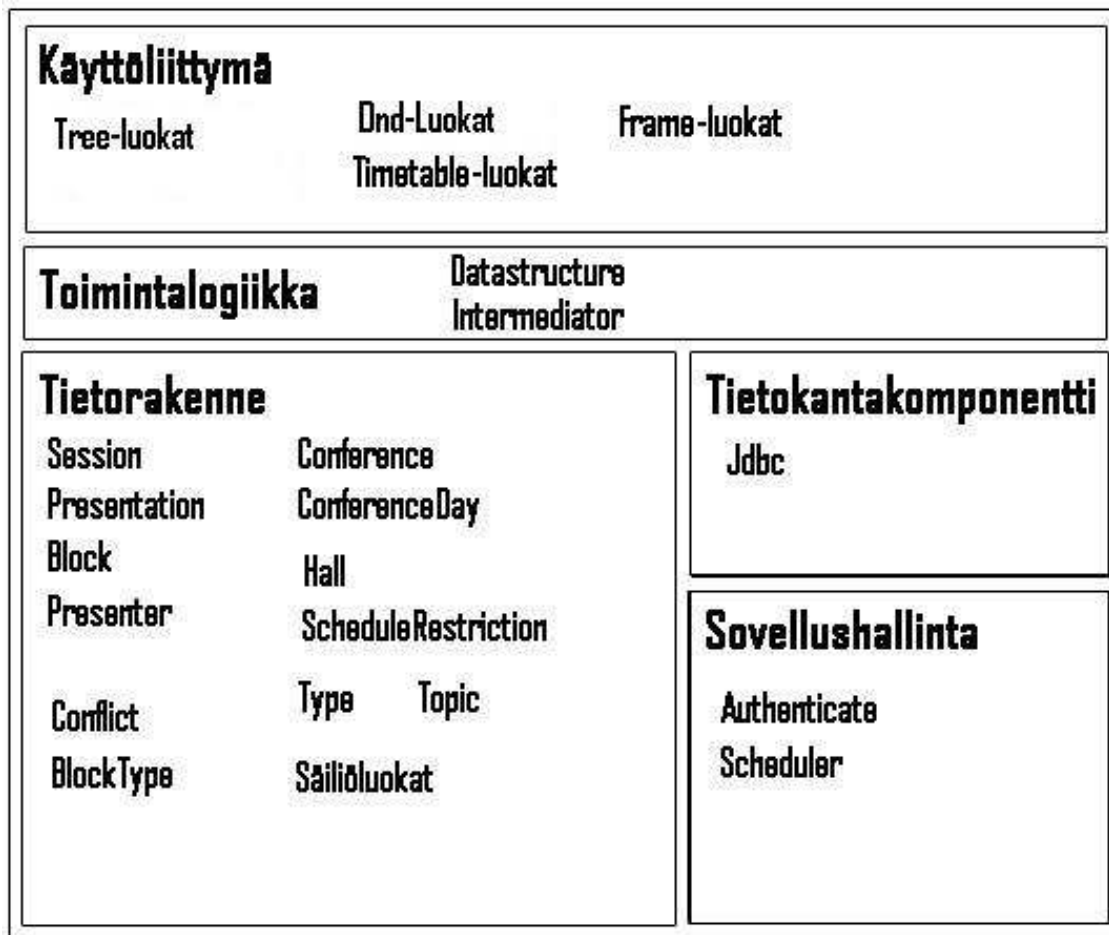 Käyttöliittymä
Tree-luokat
Dnd-Luokat
Timetable-luokat
Frame-luokat
Toimintalogiikka
Datastructure
Intermediator
Tietorakenne
Session
Presentation
Block
Presenter
Conflict
BlockType
Conference
ConferenceDay
Hall
ScheduleRestriction
Type Topic
Säiliöluokat
Tietokantakomponentti
Jdbc
Sovellushallinta
Authenticate
Scheduler